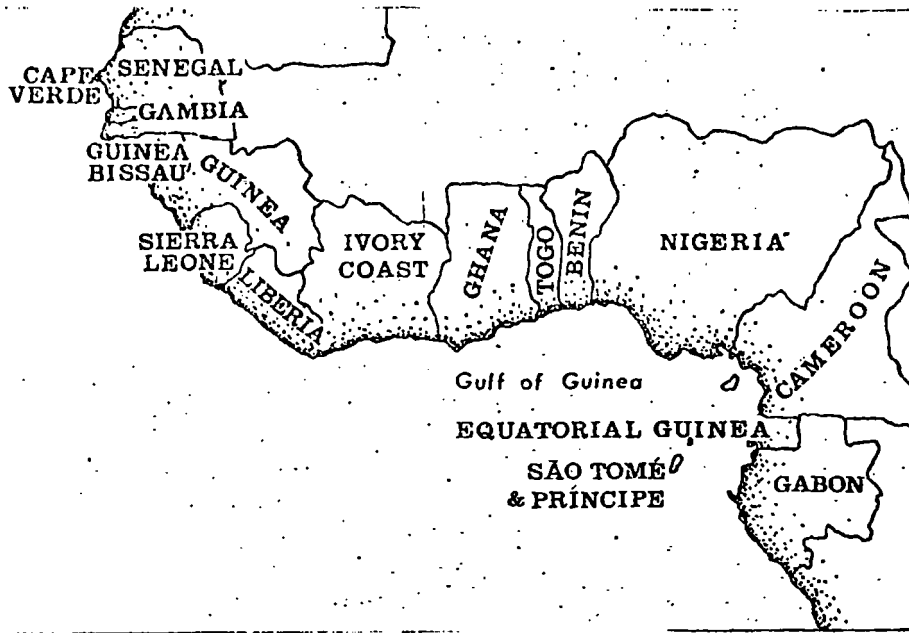 SENEGAL
CAPE
VERDE
GAMBIA
GUINEA
BISSAU
GUINEA
SIERRA
LEONE
LIBERIA
IVORY
COAST
GHANA
TOGO
BENIN
NIGERIA
CAMEROON
Gulf of Guinea
EQUATORIAL GUINEA
SÃO TOMÉ
& PRÍNCIPE
GABON